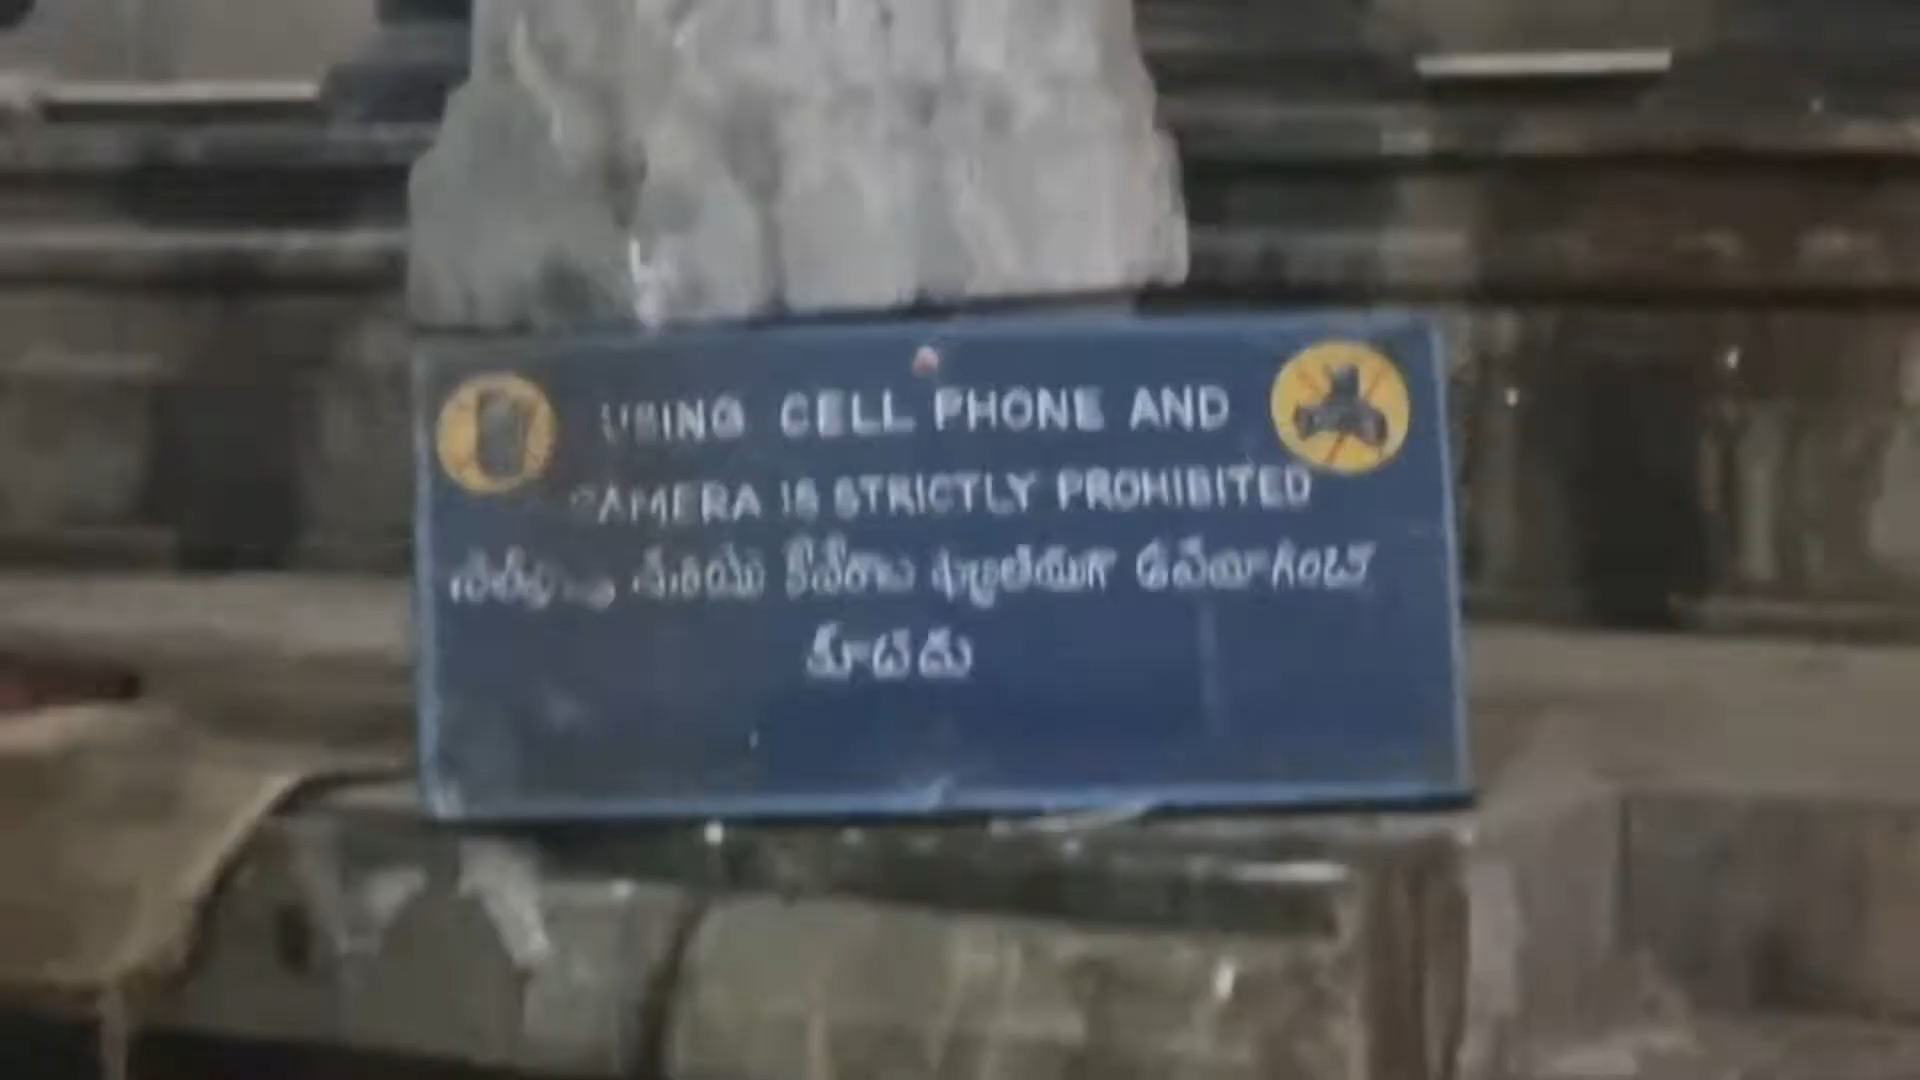 USING CELL PHONE AND
CAMERA IS STRICTLY PROHIBITED
మరియు కేమేరాల ఉపయోగించ
కూడదు